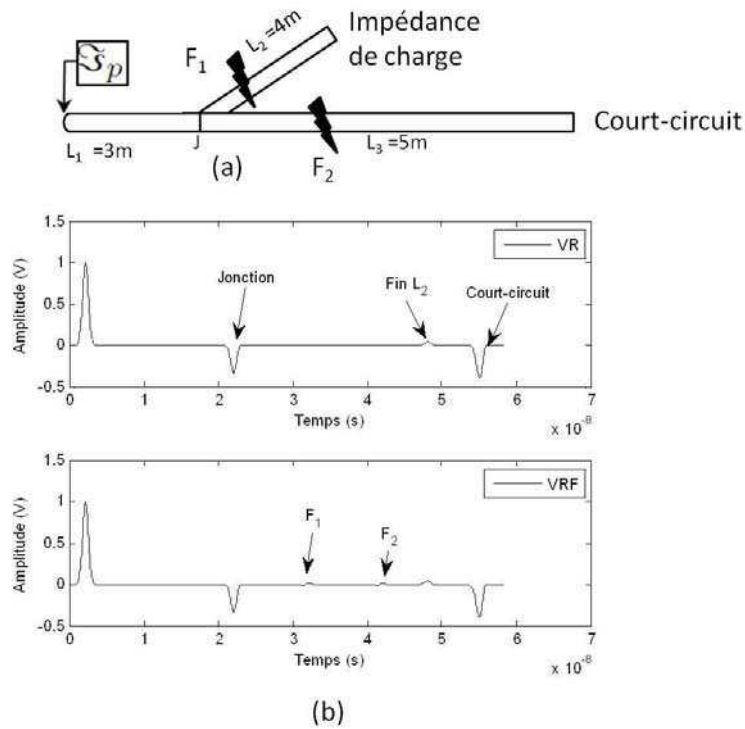 𝔍p
F1
L2=4m
Impédance
de charge
L1 =3m
J
(a)
F2
L3=5m
Court-circuit
Amplitude (V)
1.5
1
0.5
0
-0.5
VR
Jonction
Fin L2
Court-circuit
0 1 2 3 4 5 6 7
Temps (s)
x 10-8
Amplitude (V)
1.5
1
0.5
0
-0.5
VRF
F1
F2
0 1 2 3 4 5 6 7
Temps (s)
x 10-8
(b)